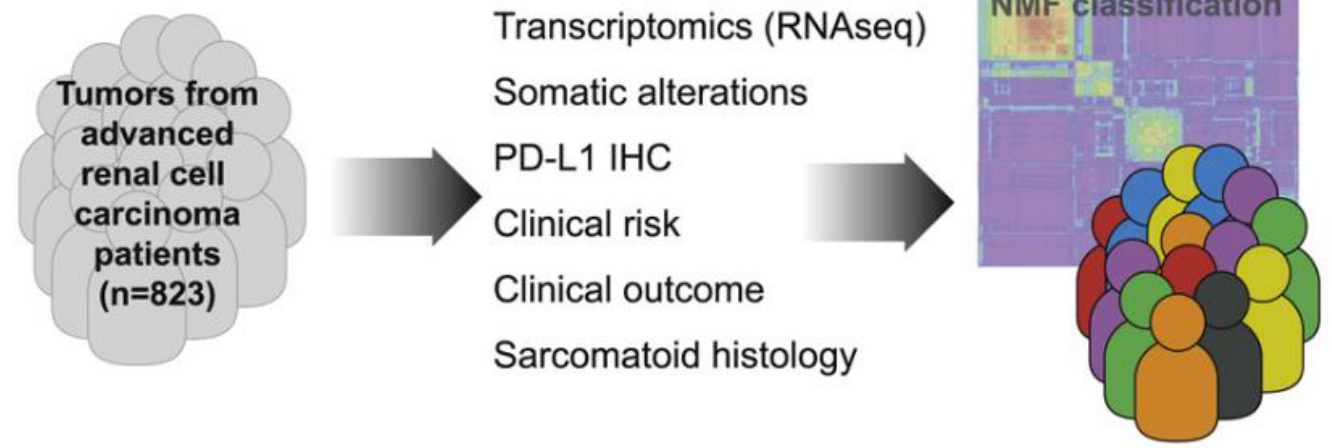 Tumors from
advanced
renal cell
carcinoma
patients
(n=823)
Transcriptomics (RNAseq)
Somatic alterations
PD-L1 IHC
Clinical risk
Clinical outcome
Sarcomatoid histology
NMF classification